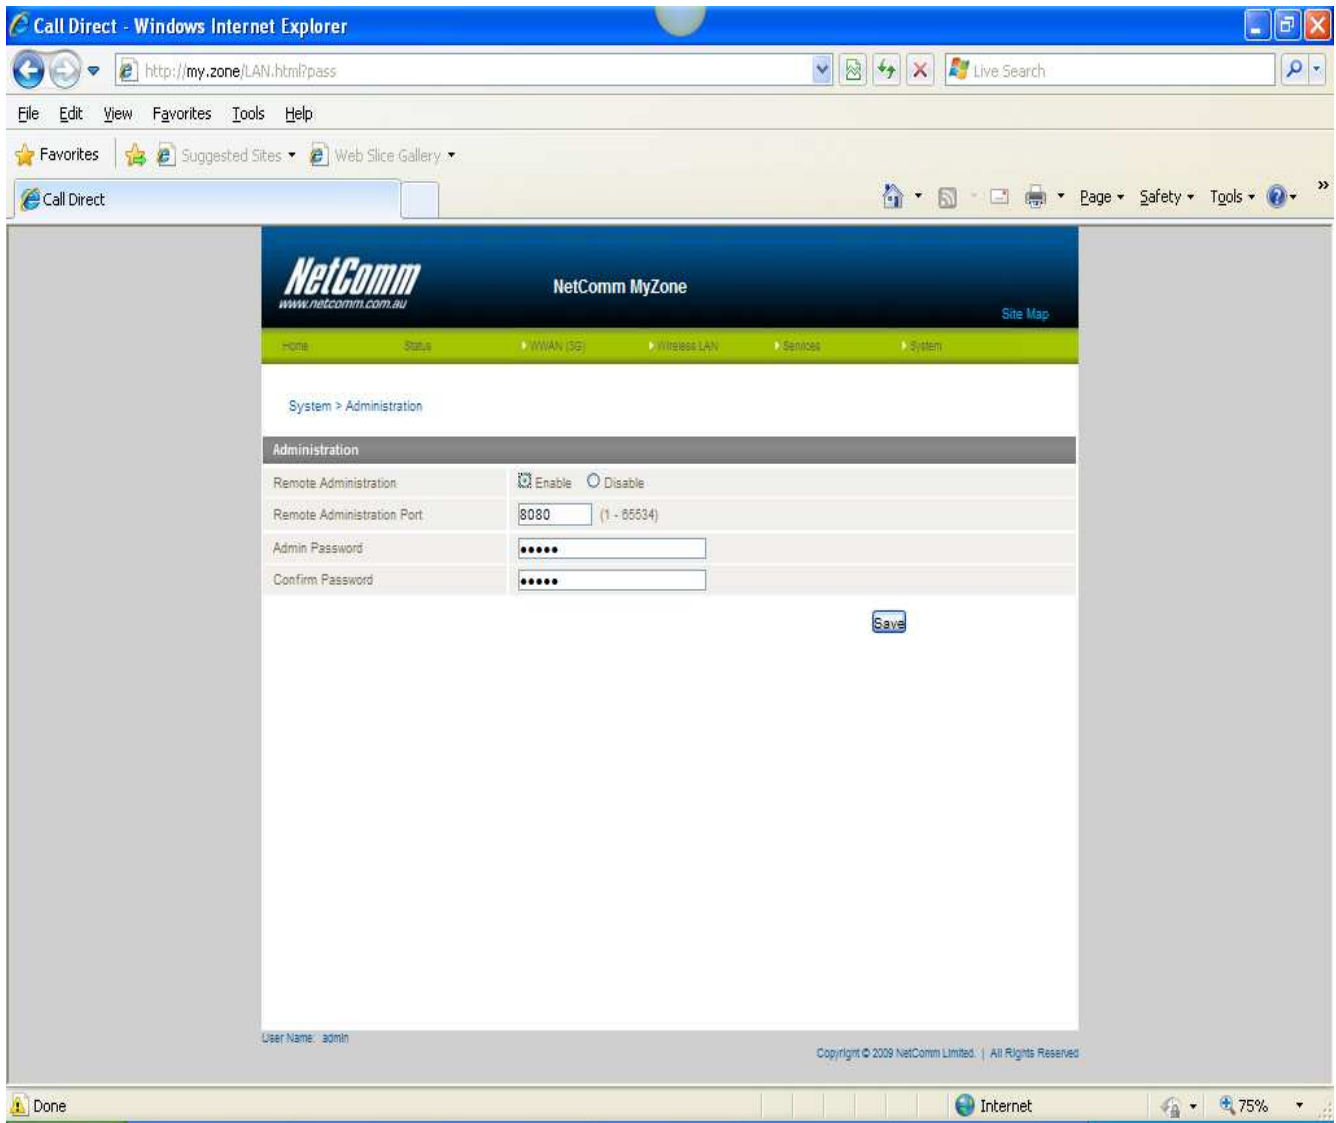 Call Direct - Windows Internet Explorer
http://my.zone/LAN.html?pass
Live Search
File Edit View Favorites Tools Help
Favorites Suggested Sites Web Slice Gallery
Call Direct
Page Safety Tools
NetComm
www.netcomm.com.au
NetComm MyZone
Site Map
Home Status WWAN (3G) Wireless LAN Services System
System > Administration
Administration
Remote Administration Enable Disable
Remote Administration Port 8080 (1 - 65534)
Admin Password •••••
Confirm Password •••••
Save
User Name: admin
Copyright © 2009 NetComm Limited. | All Rights Reserved
Done Internet 75%